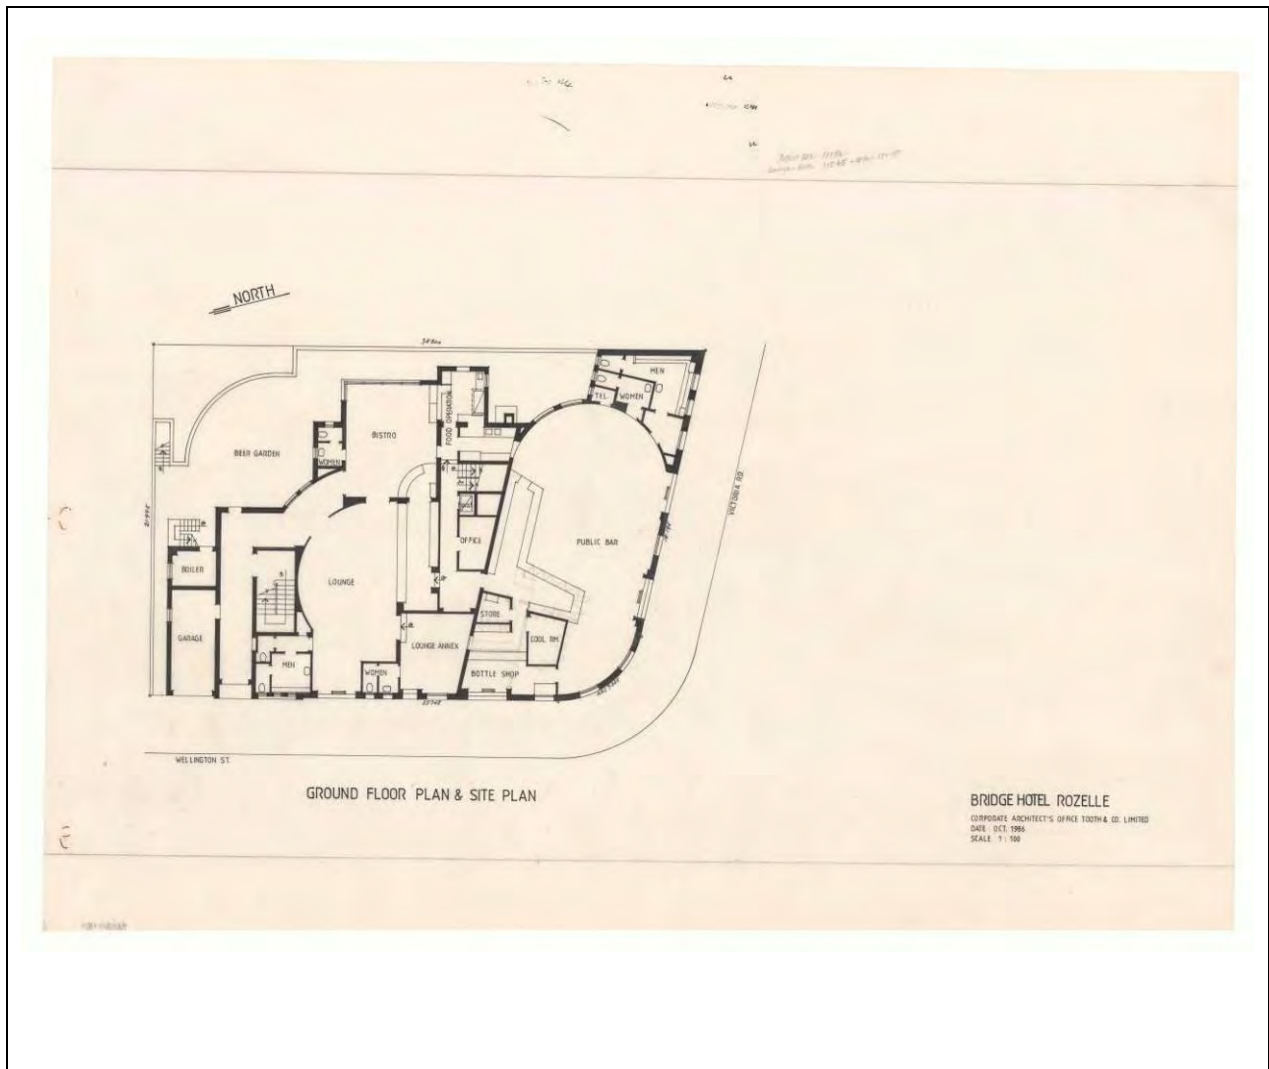 NORTH
MEN
TEL.
WOMEN
FOOD OPERATION
BISTRO
BEER GARDEN
WOMEN
VICTORIA RD.
OFFICE
PUBLIC BAR
BOILER
LOUNGE
STORE
GARAGE
COOL RM.
LOUNGE ANNEX
MEN
WOMEN
BOTTLE SHOP
WELLINGTON ST.
GROUND FLOOR PLAN & SITE PLAN
BRIDGE HOTEL ROZELLE
CORPORATE ARCHITECT'S OFFICE TOOTH & CO. LIMITED
DATE : OCT. 1986
SCALE 1 : 100